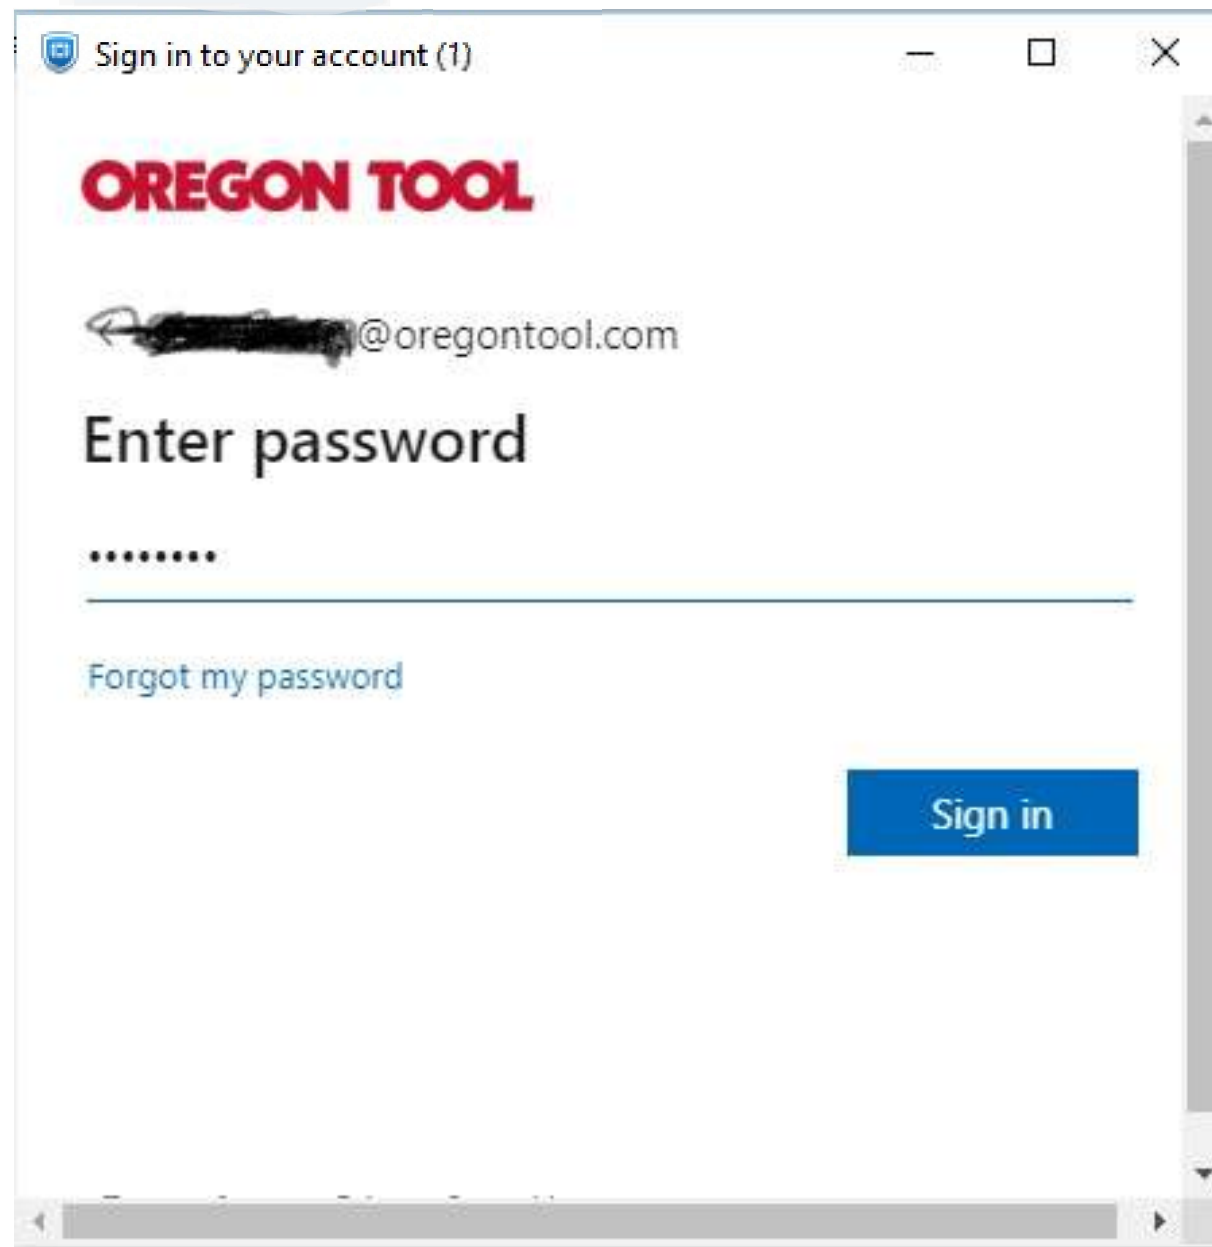 Sign in to your account (1)
OREGON TOOL
@oregontool.com
Enter password
Forgot my password
Sign in